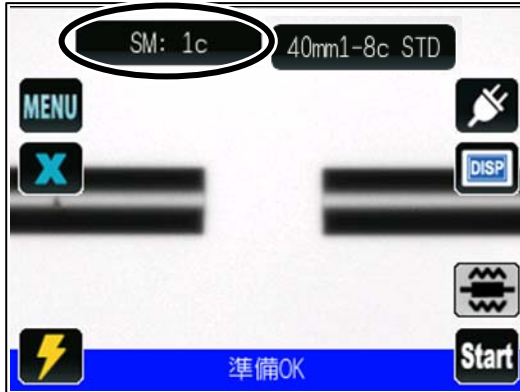 SM: 1c
40mm1-8c STD
MENU
X
DISP
Start
準備OK